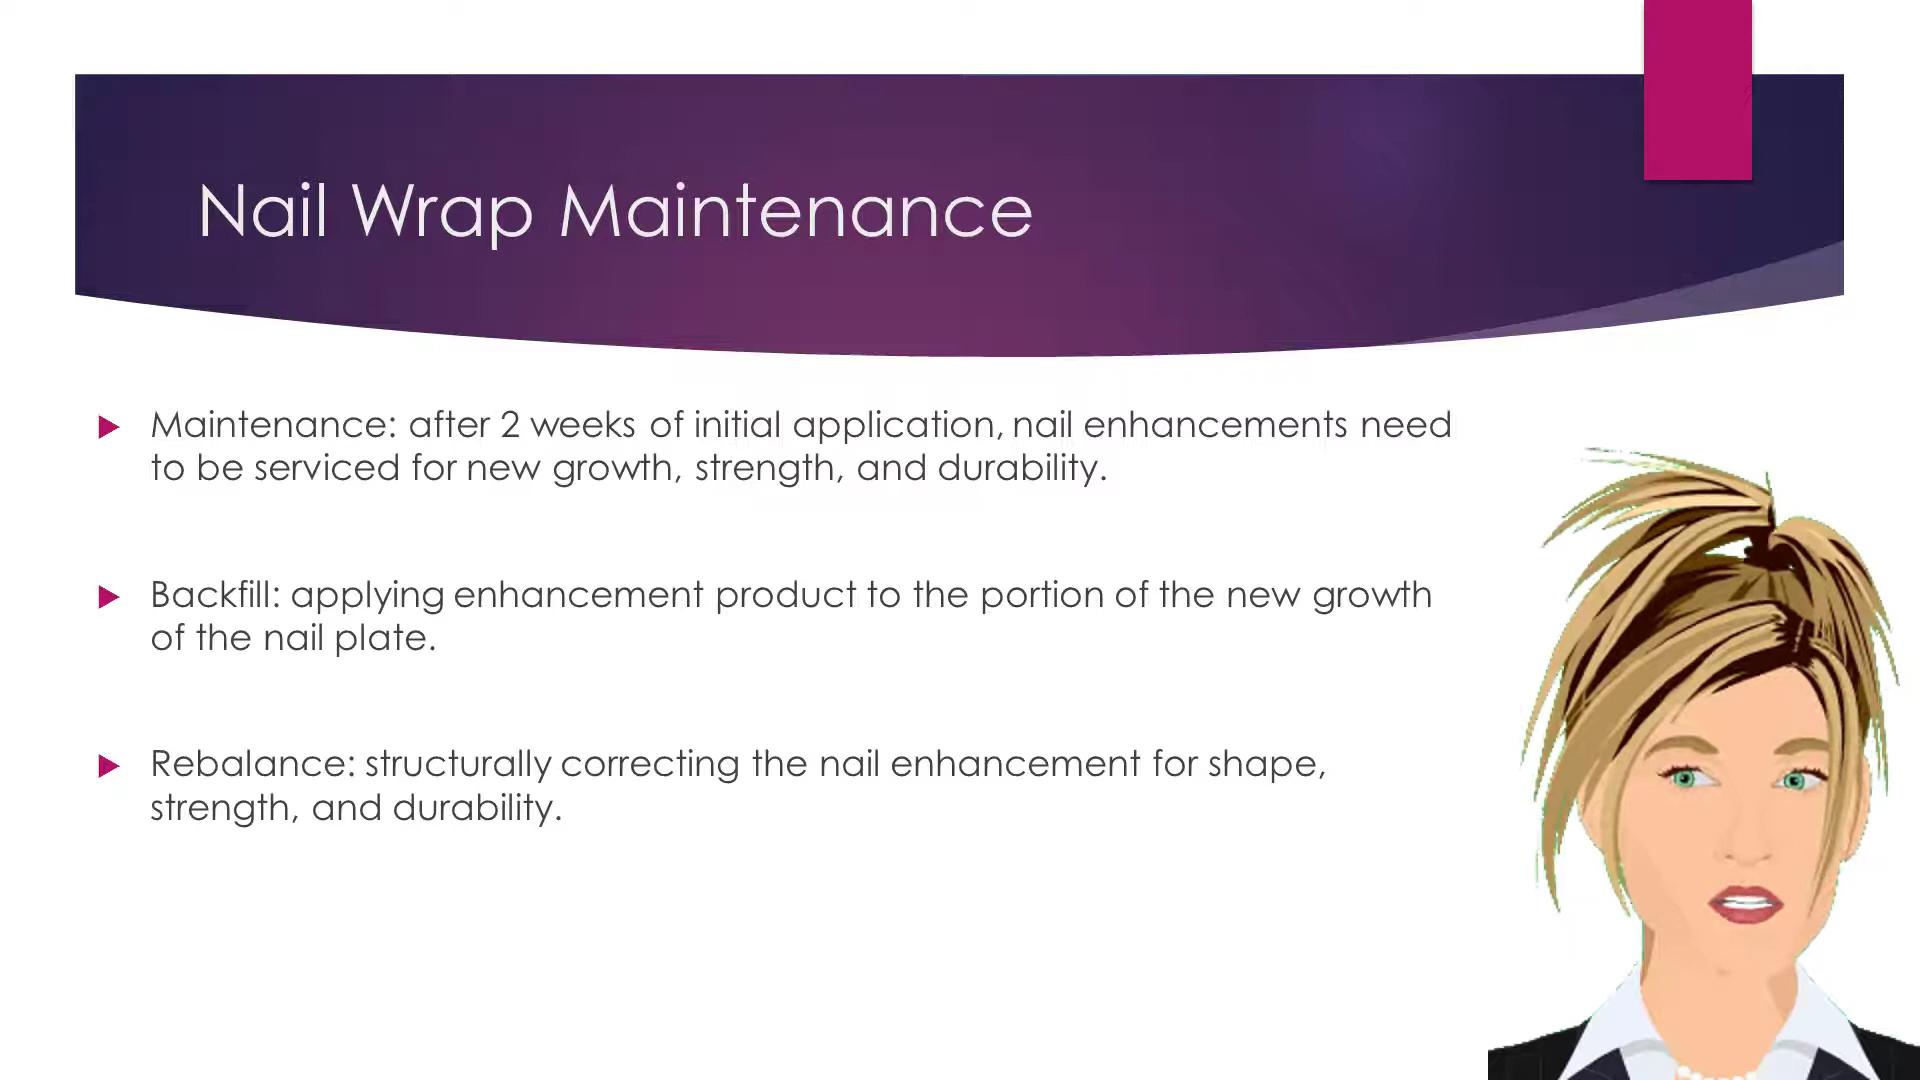 Nail Wrap Maintenance
Maintenance: after 2 weeks of initial application, nail enhancements need
to be serviced for new growth, strength, and durability.
Backfill: applying enhancement product to the portion of the new growth
of the nail plate.
Rebalance: structurally correcting the nail enhancement for shape,
strength, and durability.